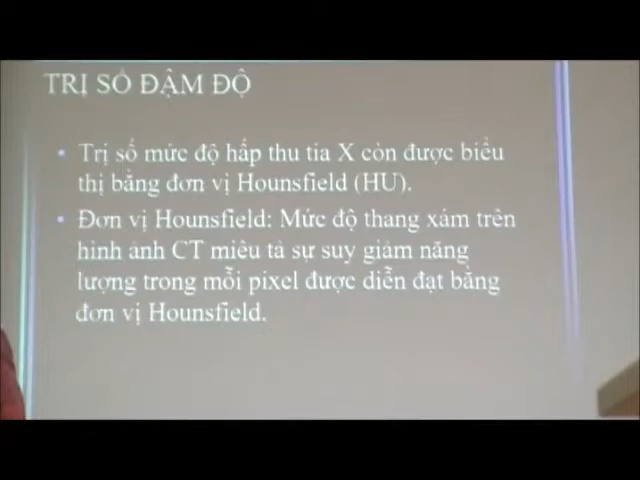 TRỊ SỐ ĐẬM ĐỘ
• Trị số mức độ hấp thu tia X còn được biểu
thị bằng đơn vị Hounsfield (HU).
• Đơn vị Hounsfield: Mức độ thang xám trên
hình ảnh CT miêu tả sự suy giảm năng
lượng trong mỗi pixel được diễn đạt bằng
đơn vị Hounsfield.